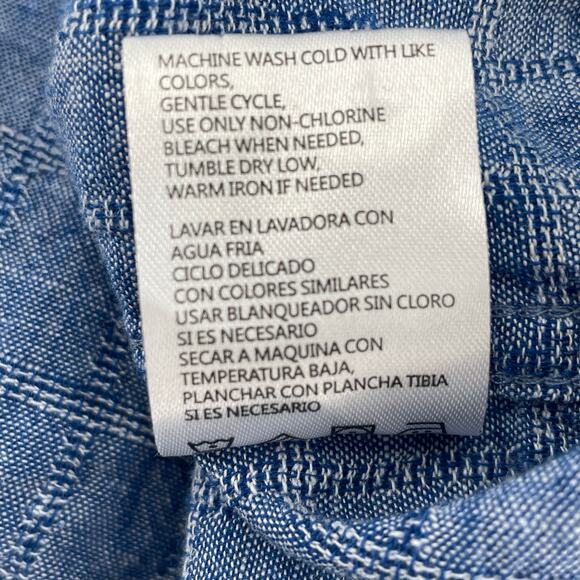 MACHINE WASH COLD WITH LIKE
COLORS,
GENTLE CYCLE,
USE ONLY NON-CHLORINE
BLEACH WHEN NEEDED,
TUMBLE DRY LOW,
WARM IRON IF NEEDED
LAVAR EN LAVADORA CON
AGUA FRIA
CICLO DELICADO
CON COLORES SIMILARES
USAR BLANQUEADOR SIN CLORO
SI ES NECESARIO
SECAR A MAQUINA CON
TEMPERATURA BAJA,
PLANCHAR CON PLANCHA TIBIA
SI ES NECESARIO